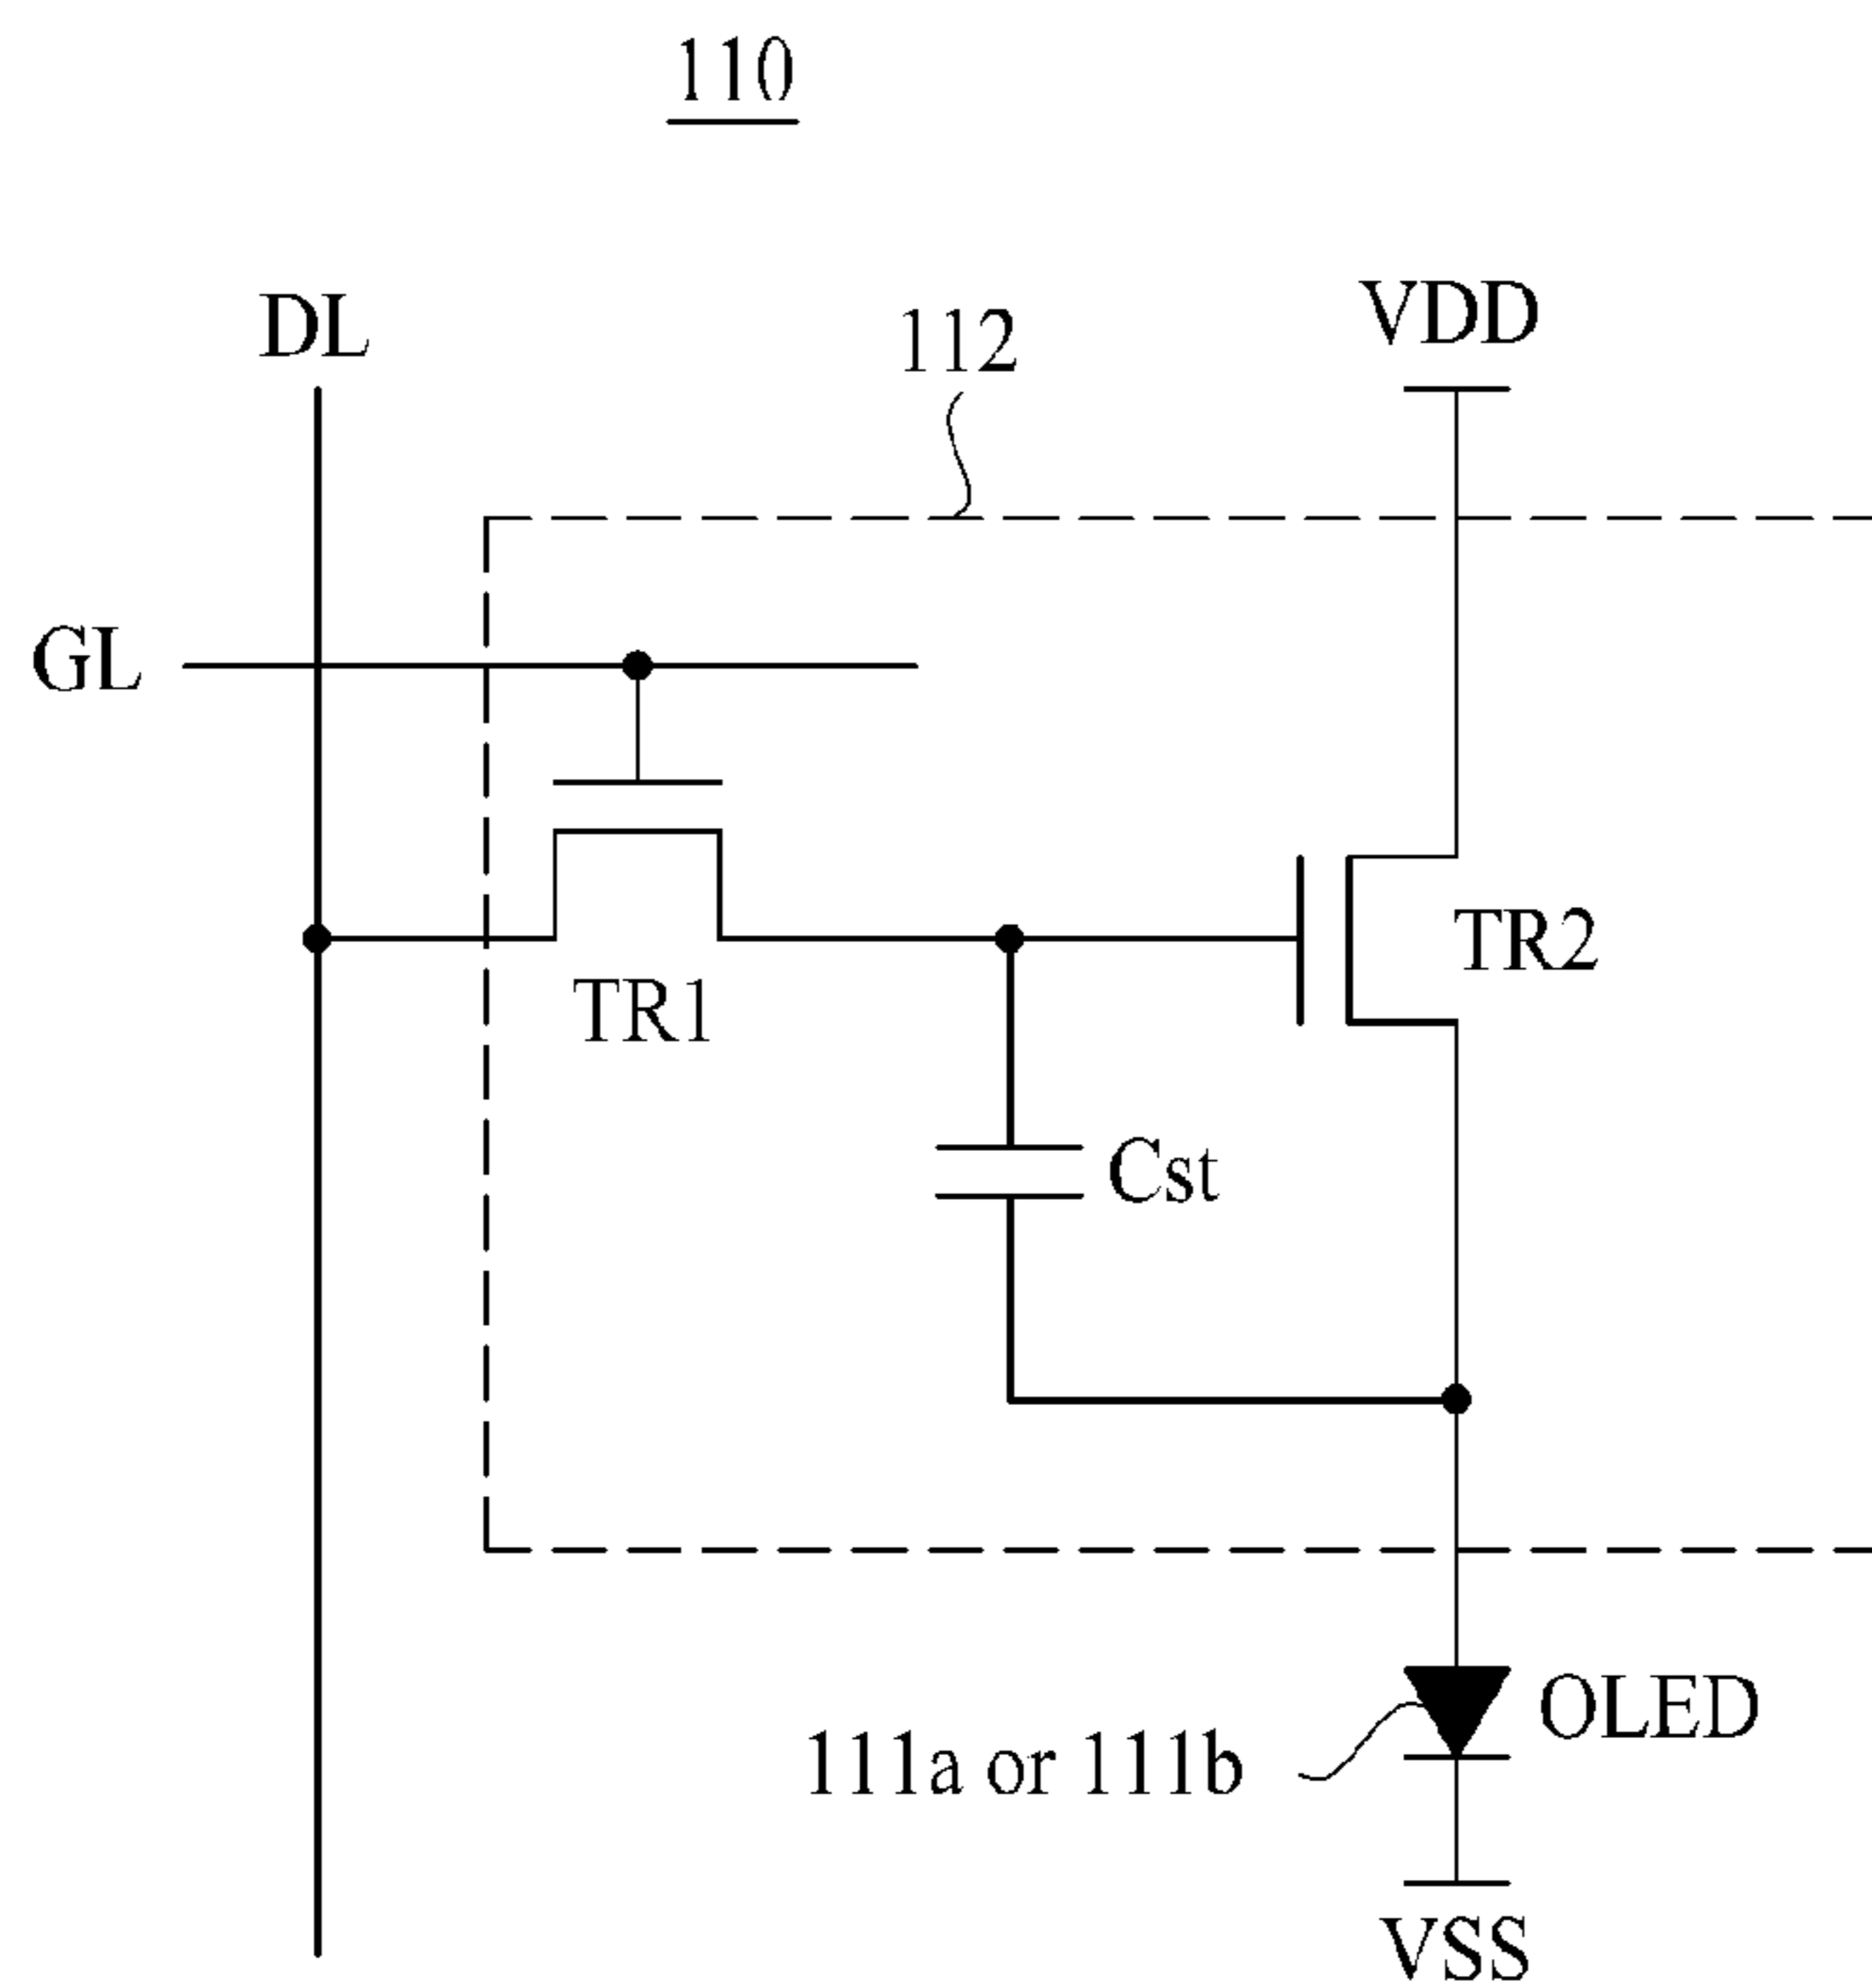 110
DL
112
VDD
GL
TR2
TR1
Cst
OLED
111a or 111b
VSS